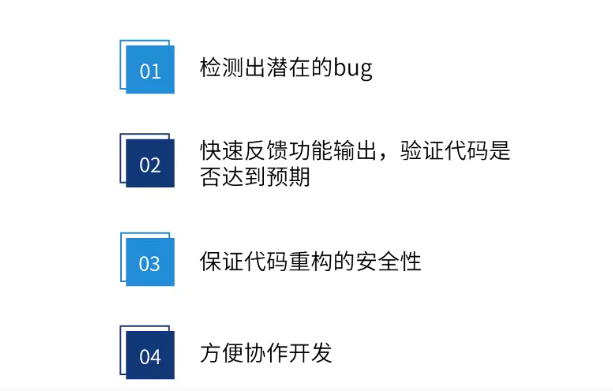 01
检测出潜在的bug
02
快速反馈功能输出，验证代码是
否达到预期
03
保证代码重构的安全性
04
方便协作开发